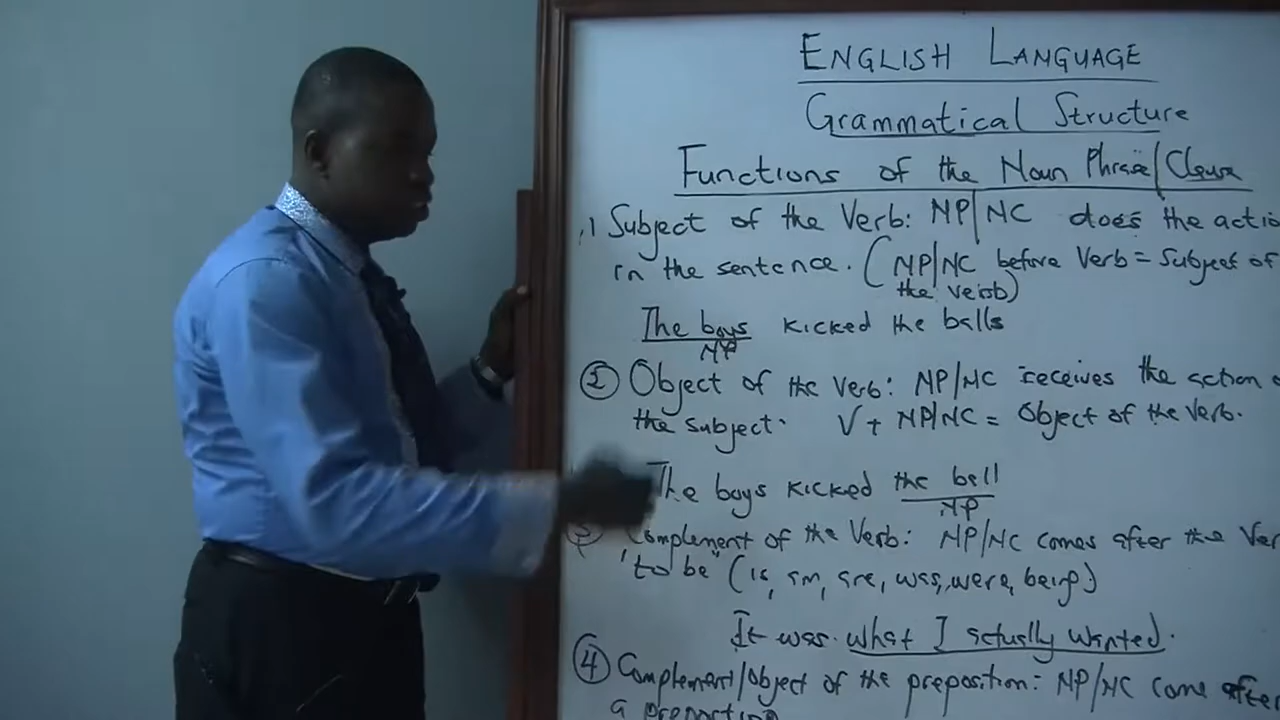 ENGLISH LANGUAGE
Grammatical Structure
Functions of the Noun Phrase/Clause
1 Subject of the Verb: NP/NC does the actio
in the sentence. (NP/NC before Verb = Subject of
the verb)
The boys kicked the balls
NP
② Object of the Verb: NP/NC receives the action o
the subject. V + NP/NC = Object of the Verb.
The boys kicked the ball
NP
3 Complement of the Verb: NP/NC comes after the Ver
"to be" (is, am, are, was, were, being)
It was what I actually wanted.
④ Complement/Object of the preposition: NP/NC come after
a preposition